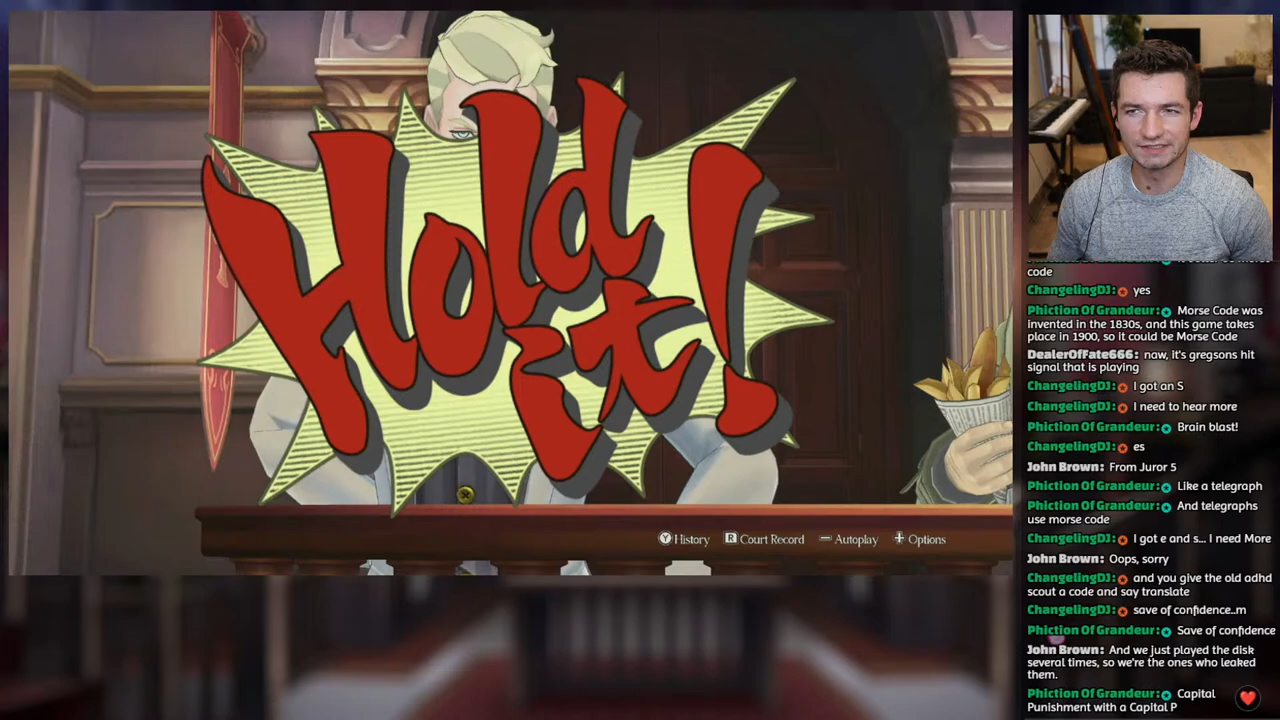 Hold
it!
Y History R Court Record Autoplay Options
code
ChangelingDJ: yes
Phiction Of Grandeur: Morse Code was
invented in the 1830s, and this game takes
place in 1900, so it could be Morse Code
DealerOfFate666: naw, it's gregsons hit
signal that is playing
ChangelingDJ: I got an S
ChangelingDJ: I need to hear more
Phiction Of Grandeur: Brain blast!
ChangelingDJ: es
John Brown: From Juror 5
Phiction Of Grandeur: Like a telegraph
Phiction Of Grandeur: And telegraphs
use morse code
ChangelingDJ: I got e and s... I need More
John Brown: Oops, sorry
ChangelingDJ: and you give the old adhd
scout a code and say translate
ChangelingDJ: save of confidence..m
Phiction Of Grandeur: Save of confidence
John Brown: And we just played the disk
several times, so we're the ones who leaked
them.
Phiction Of Grandeur: Capital
Punishment with a Capital P